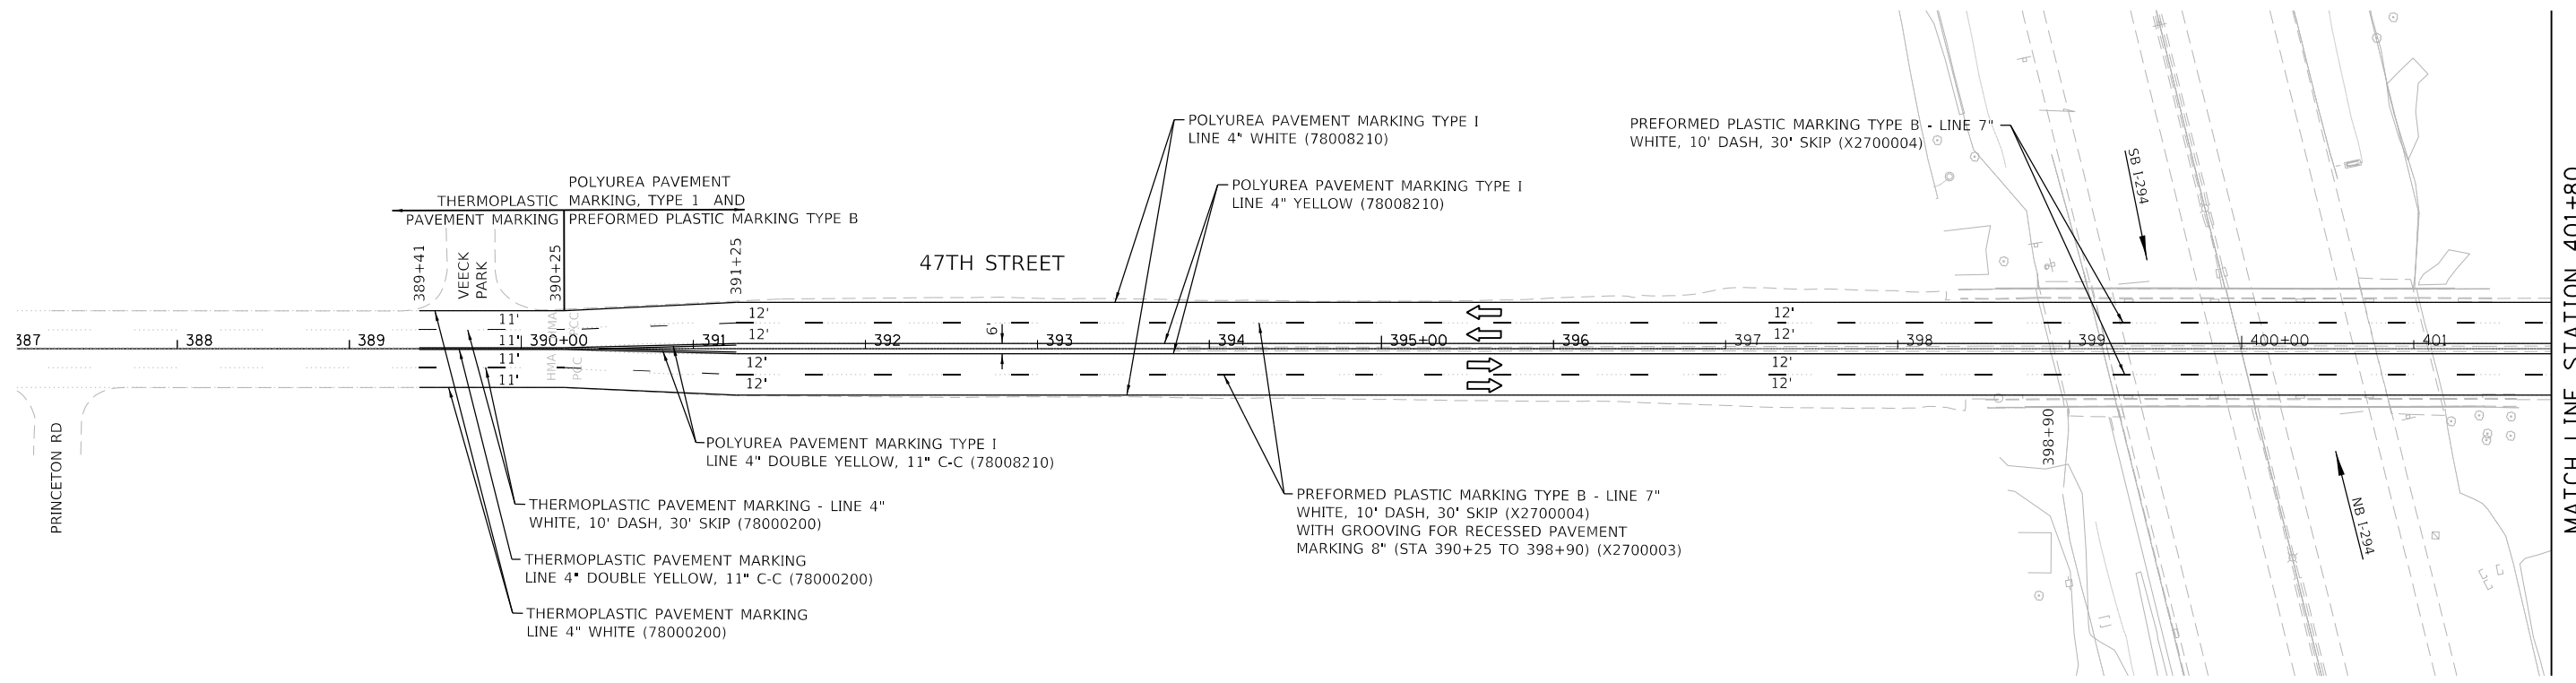 POLYUREA PAVEMENT MARKING TYPE I
LINE 4" WHITE (78008210)
PREFORMED PLASTIC MARKING TYPE B - LINE 7"
WHITE, 10' DASH, 30' SKIP (X2700004)
SB I-294
POLYUREA PAVEMENT MARKING TYPE I
LINE 4" YELLOW (78008210)
THERMOPLASTIC
PAVEMENT MARKING
POLYUREA PAVEMENT
MARKING, TYPE 1 AND
PREFORMED PLASTIC MARKING TYPE B
389+41
VEECK
PARK
390+25
391+25
47TH STREET
MATCH LINE STATION 401+80
11'
11'
11'
11'
HMA
HMA
PCC
PCC
12'
12'
12'
12'
6'
12'
12'
12'
12'
387
388
389
390+00
391
392
393
394
395+00
396
397
398
399
400+00
401
PRINCETON RD
398+90
NB I-294
POLYUREA PAVEMENT MARKING TYPE I
LINE 4" DOUBLE YELLOW, 11" C-C (78008210)
THERMOPLASTIC PAVEMENT MARKING - LINE 4"
WHITE, 10' DASH, 30' SKIP (78000200)
THERMOPLASTIC PAVEMENT MARKING
LINE 4" DOUBLE YELLOW, 11" C-C (78000200)
THERMOPLASTIC PAVEMENT MARKING
LINE 4" WHITE (78000200)
PREFORMED PLASTIC MARKING TYPE B - LINE 7"
WHITE, 10' DASH, 30' SKIP (X2700004)
WITH GROOVING FOR RECESSED PAVEMENT
MARKING 8" (STA 390+25 TO 398+90) (X2700003)